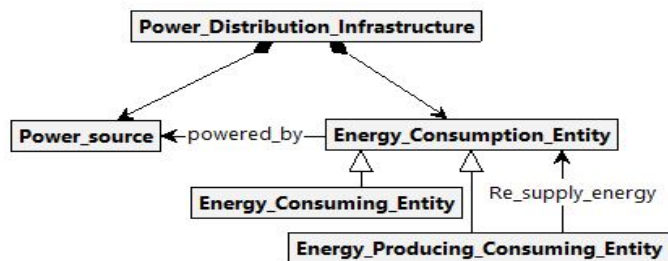 Power_Distribution_Infrastructure
Power_source
powered_by
Energy_Consumption_Entity
Energy_Consuming_Entity
Re_supply_energy
Energy_Producing_Consuming_Entity